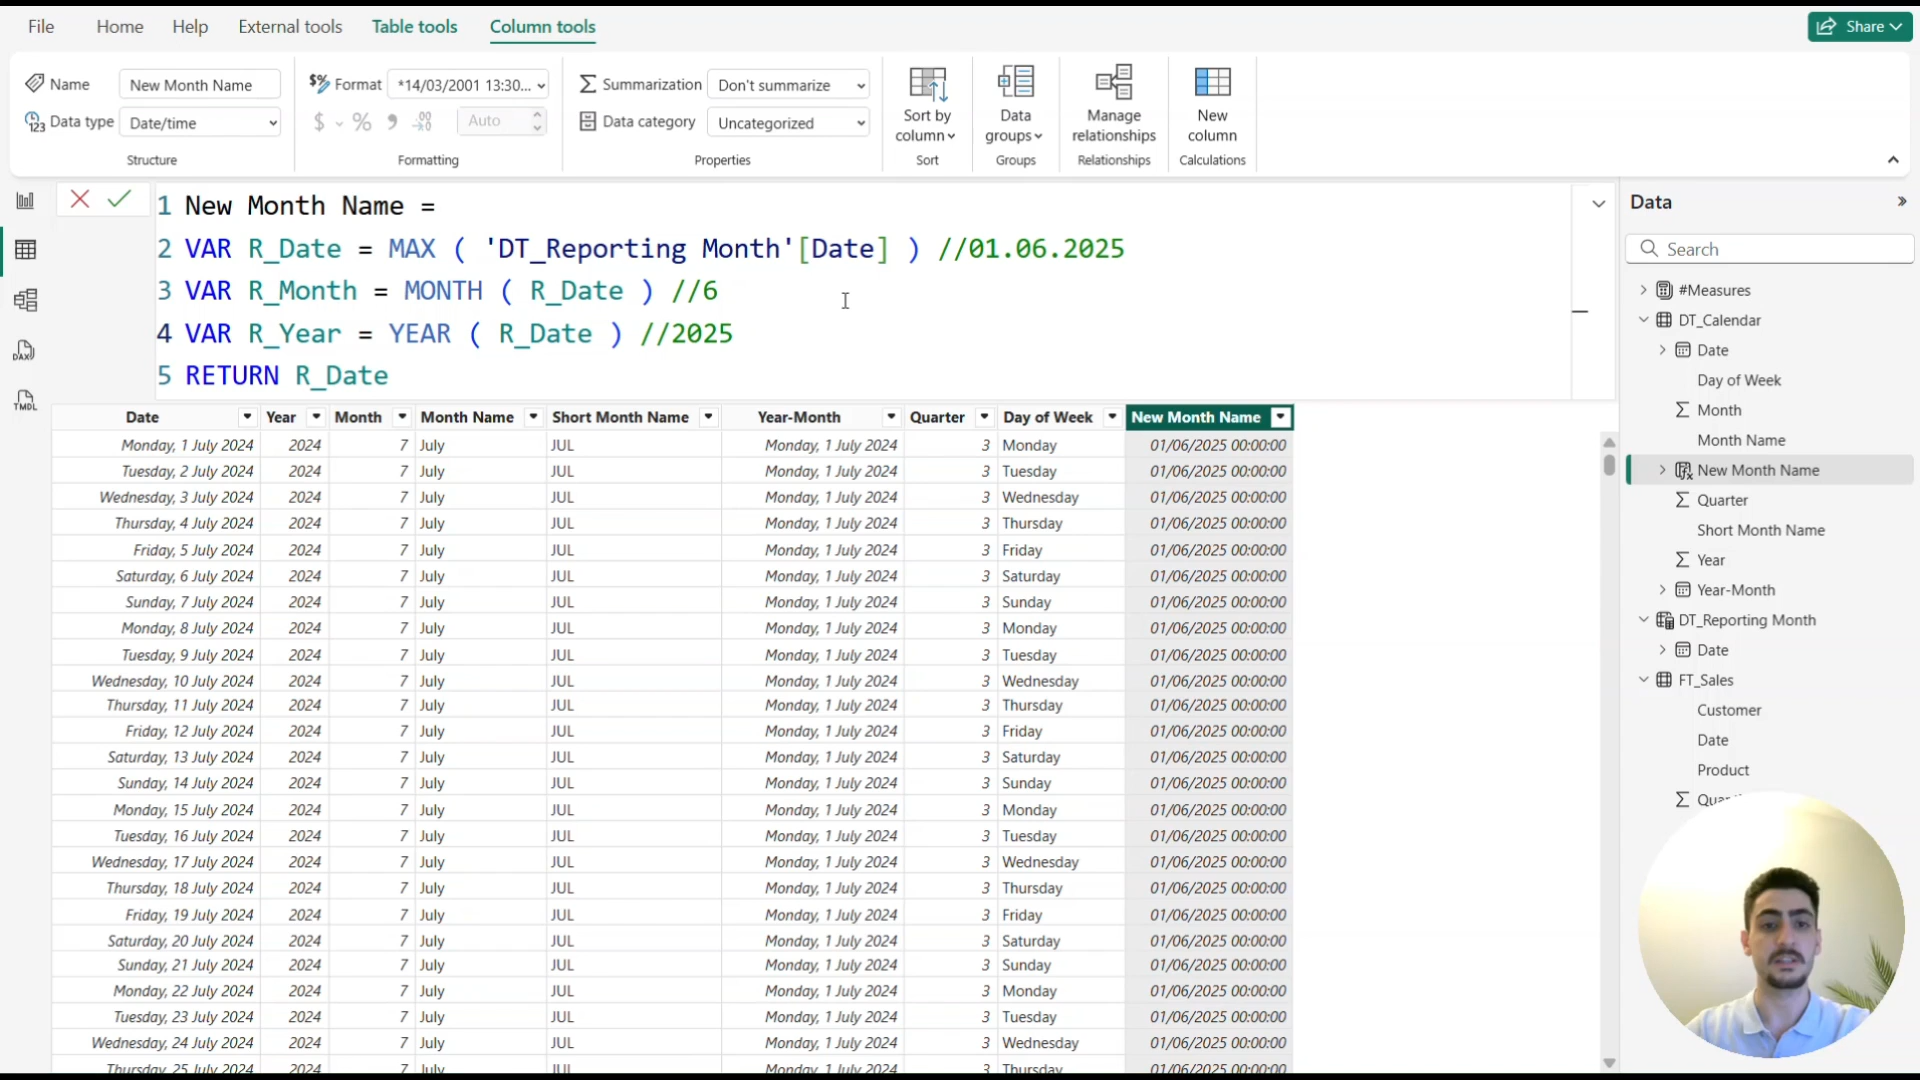 File Home Help External tools Table tools Column tools Share
Name New Month Name Format *14/03/2001 13:30... Summarization Don't summarize Sort by column Data groups Manage relationships New column
Data type Date/time $ % 9 Auto Data category Uncategorized
Structure Formatting Properties Sort Groups Relationships Calculations
1 New Month Name =
2 VAR R_Date = MAX ( 'DT_Reporting Month'[Date] ) //01.06.2025
3 VAR R_Month = MONTH ( R_Date ) //6
4 VAR R_Year = YEAR ( R_Date ) //2025
5 RETURN R_Date
DAX
TMDL
Date Year Month Month Name Short Month Name Year-Month Quarter Day of Week New Month Name
Monday, 1 July 2024 2024 7 July JUL Monday, 1 July 2024 3 Monday 01/06/2025 00:00:00
Tuesday, 2 July 2024 2024 7 July JUL Monday, 1 July 2024 3 Tuesday 01/06/2025 00:00:00
Wednesday, 3 July 2024 2024 7 July JUL Monday, 1 July 2024 3 Wednesday 01/06/2025 00:00:00
Thursday, 4 July 2024 2024 7 July JUL Monday, 1 July 2024 3 Thursday 01/06/2025 00:00:00
Friday, 5 July 2024 2024 7 July JUL Monday, 1 July 2024 3 Friday 01/06/2025 00:00:00
Saturday, 6 July 2024 2024 7 July JUL Monday, 1 July 2024 3 Saturday 01/06/2025 00:00:00
Sunday, 7 July 2024 2024 7 July JUL Monday, 1 July 2024 3 Sunday 01/06/2025 00:00:00
Monday, 8 July 2024 2024 7 July JUL Monday, 1 July 2024 3 Monday 01/06/2025 00:00:00
Tuesday, 9 July 2024 2024 7 July JUL Monday, 1 July 2024 3 Tuesday 01/06/2025 00:00:00
Wednesday, 10 July 2024 2024 7 July JUL Monday, 1 July 2024 3 Wednesday 01/06/2025 00:00:00
Thursday, 11 July 2024 2024 7 July JUL Monday, 1 July 2024 3 Thursday 01/06/2025 00:00:00
Friday, 12 July 2024 2024 7 July JUL Monday, 1 July 2024 3 Friday 01/06/2025 00:00:00
Saturday, 13 July 2024 2024 7 July JUL Monday, 1 July 2024 3 Saturday 01/06/2025 00:00:00
Sunday, 14 July 2024 2024 7 July JUL Monday, 1 July 2024 3 Sunday 01/06/2025 00:00:00
Monday, 15 July 2024 2024 7 July JUL Monday, 1 July 2024 3 Monday 01/06/2025 00:00:00
Tuesday, 16 July 2024 2024 7 July JUL Monday, 1 July 2024 3 Tuesday 01/06/2025 00:00:00
Wednesday, 17 July 2024 2024 7 July JUL Monday, 1 July 2024 3 Wednesday 01/06/2025 00:00:00
Thursday, 18 July 2024 2024 7 July JUL Monday, 1 July 2024 3 Thursday 01/06/2025 00:00:00
Friday, 19 July 2024 2024 7 July JUL Monday, 1 July 2024 3 Friday 01/06/2025 00:00:00
Saturday, 20 July 2024 2024 7 July JUL Monday, 1 July 2024 3 Saturday 01/06/2025 00:00:00
Sunday, 21 July 2024 2024 7 July JUL Monday, 1 July 2024 3 Sunday 01/06/2025 00:00:00
Monday, 22 July 2024 2024 7 July JUL Monday, 1 July 2024 3 Monday 01/06/2025 00:00:00
Tuesday, 23 July 2024 2024 7 July JUL Monday, 1 July 2024 3 Tuesday 01/06/2025 00:00:00
Wednesday, 24 July 2024 2024 7 July JUL Monday, 1 July 2024 3 Wednesday 01/06/2025 00:00:00
Thursday, 25 July 2024 2024 7 July JUL Monday, 1 July 2024 3 Thursday 01/06/2025 00:00:00
Data
Search
#Measures
DT_Calendar
Date
Day of Week
Month
Month Name
New Month Name
Quarter
Short Month Name
Year
Year-Month
DT_Reporting Month
Date
FT_Sales
Customer
Date
Product